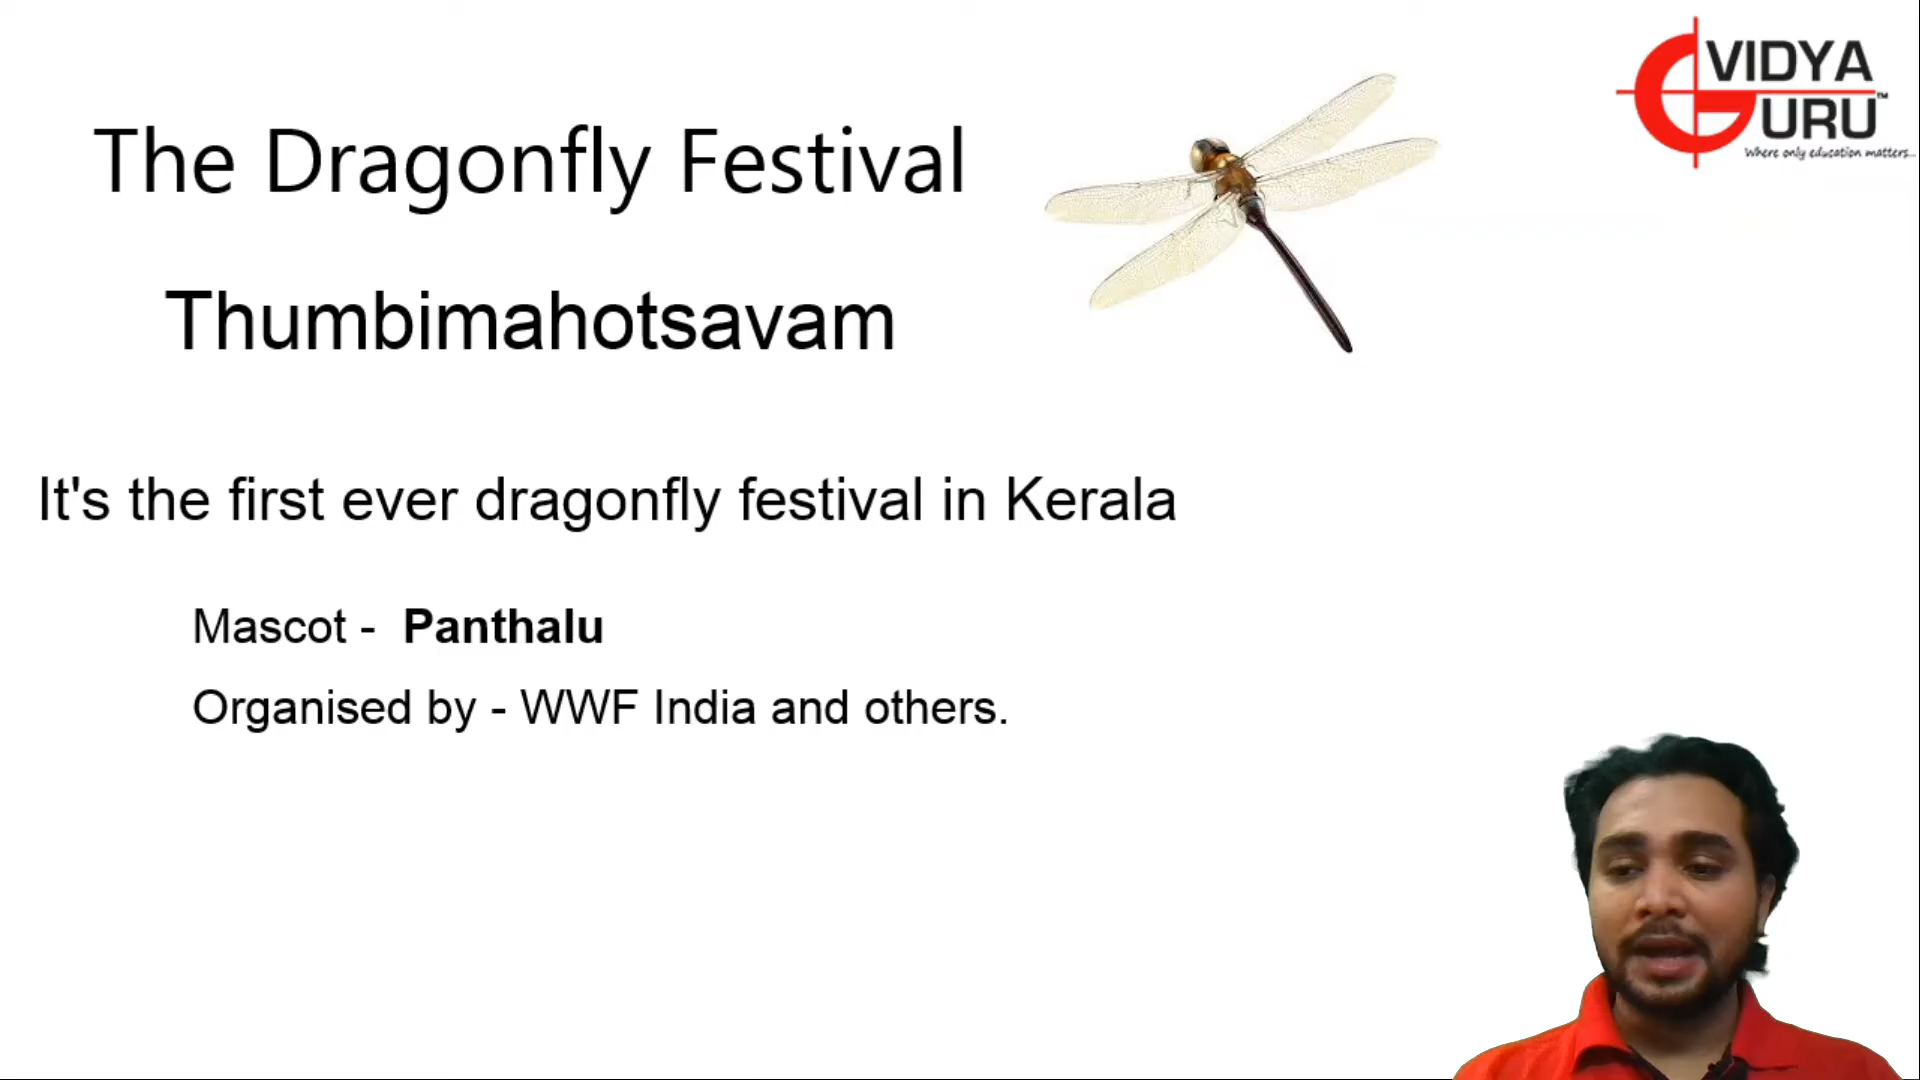 VIDYA
GURU™
Where only education matters...
The Dragonfly Festival
Thumbimahotsavam
It's the first ever dragonfly festival in Kerala
Mascot - Panthalu
Organised by - WWF India and others.